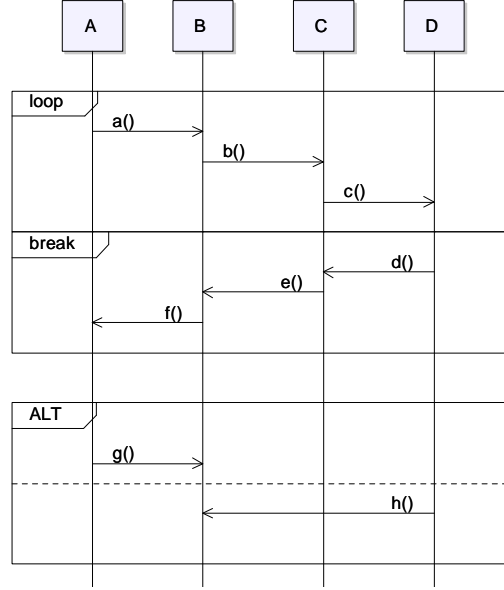 A B C D
loop
a()
b()
c()
break
d()
e()
f()
ALT
g()
h()